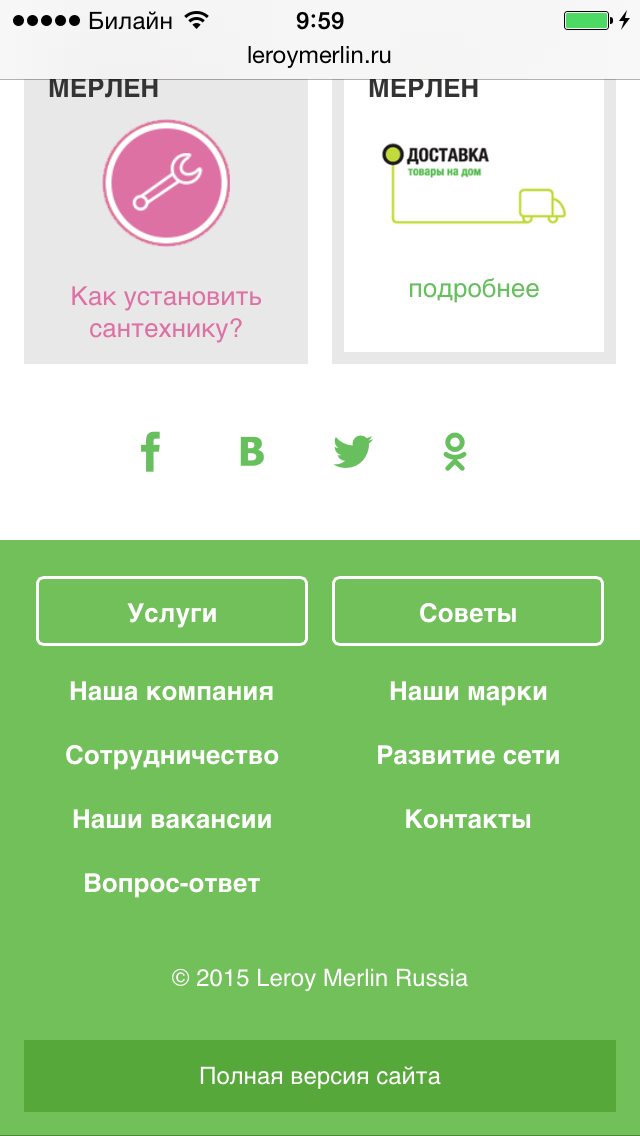 Билайн 9:59
leroymerlin.ru
МЕРЛЕН
МЕРЛЕН
ДОСТАВКА
товары на дом
Как установить
сантехнику?
подробнее
Услуги
Советы
Наша компания
Наши марки
Сотрудничество
Развитие сети
Наши вакансии
Контакты
Вопрос-ответ
© 2015 Leroy Merlin Russia
Полная версия сайта